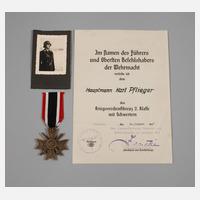 Im Namen des Führers
und Obersten Befehlshabers
der Wehrmacht
verleihe ich
dem
Hauptmann Karl Pflieger
das
Kriegsverdienstkreuz 2. Klasse
mit Schwertern